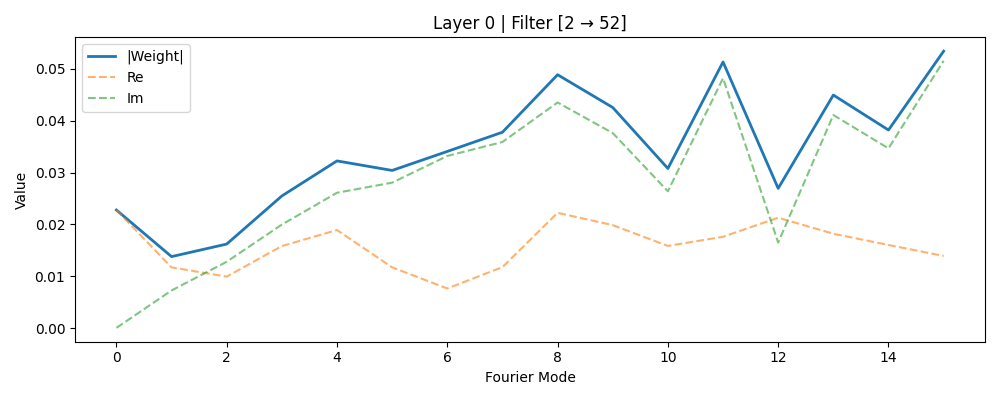 Layer 0 | Filter [2 → 52]
|Weight|
Re
Im
Value
0.05
0.04
0.03
0.02
0.01
0.00
0 2 4 6 8 10 12 14
Fourier Mode